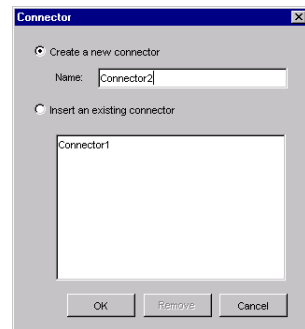 Connector
Create a new connector
Name: Connector2
Insert an existing connector
Connector1
OK Remove Cancel